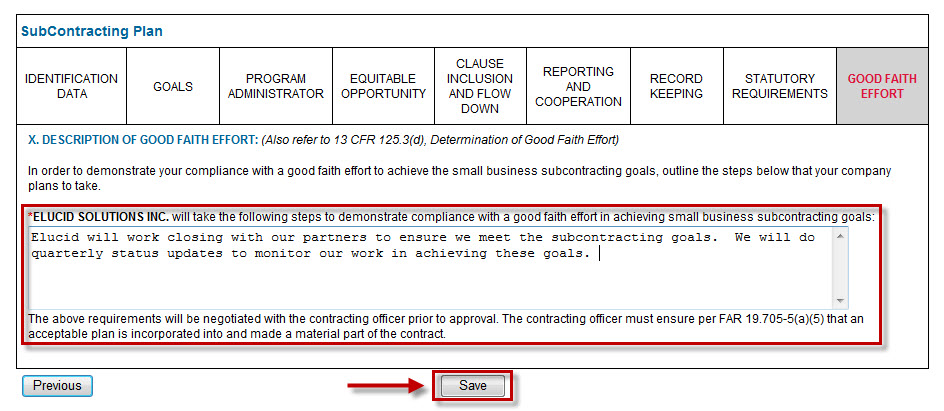 SubContracting Plan
IDENTIFICATION
DATA
GOALS
PROGRAM
ADMINISTRATOR
EQUITABLE
OPPORTUNITY
CLAUSE
INCLUSION
AND FLOW
DOWN
REPORTING
AND
COOPERATION
RECORD
KEEPING
STATUTORY
REQUIREMENTS
GOOD FAITH
EFFORT
X. DESCRIPTION OF GOOD FAITH EFFORT: (Also refer to 13 CFR 125.3(d), Determination of Good Faith Effort)
In order to demonstrate your compliance with a good faith effort to achieve the small business subcontracting goals, outline the steps below that your company
plans to take.
*ELUCID SOLUTIONS INC. will take the following steps to demonstrate compliance with a good faith effort in achieving small business subcontracting goals:
Elucid will work closing with our partners to ensure we meet the subcontracting goals.  We will do
quarterly status updates to monitor our work in achieving these goals.
The above requirements will be negotiated with the contracting officer prior to approval. The contracting officer must ensure per FAR 19.705-5(a)(5) that an
acceptable plan is incorporated into and made a material part of the contract.
Previous
Save